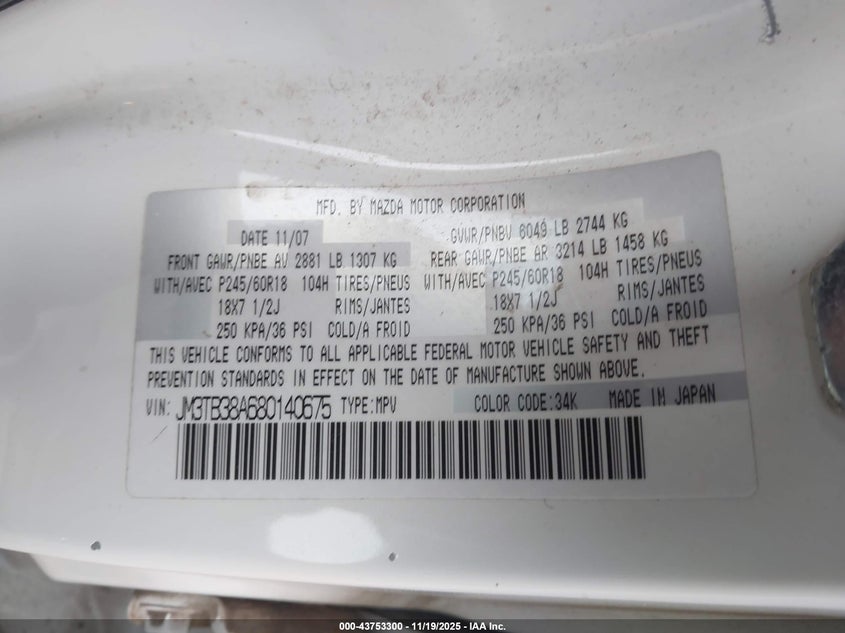 MFD. BY MAZDA MOTOR CORPORATION
DATE 11/07 GVWR/PNBV 6049 LB 2744 KG
FRONT GAWR/PNBE AV 2881 LB 1307 KG REAR GAWR/PNBE AR 3214 LB 1458 KG
WITH/AVEC P245/60R18 104H TIRES/PNEUS WITH/AVEC P245/60R18 104H TIRES/PNEUS
18X7 1/2J RIMS/JANTES 18X7 1/2J RIMS/JANTES
250 KPA/36 PSI COLD/A FROID 250 KPA/36 PSI COLD/A FROID
THIS VEHICLE CONFORMS TO ALL APPLICABLE FEDERAL MOTOR VEHICLE SAFETY AND THEFT
PREVENTION STANDARDS IN EFFECT ON THE DATE OF MANUFACTURE SHOWN ABOVE.
VIN: JM3TB38A680140675 TYPE:MPV COLOR CODE:34K MADE IN JAPAN
000-43753300 - 11/19/2025 - IAA Inc.